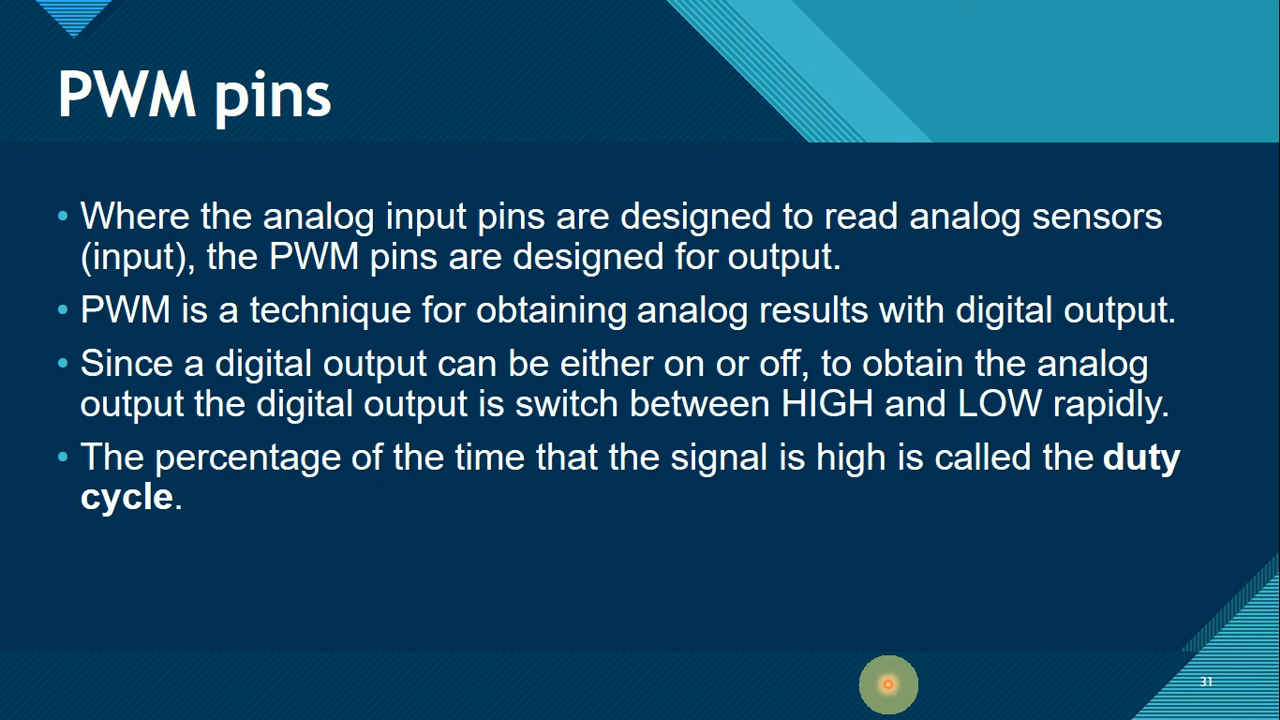 PWM pins
• Where the analog input pins are designed to read analog sensors
(input), the PWM pins are designed for output.
• PWM is a technique for obtaining analog results with digital output.
• Since a digital output can be either on or off, to obtain the analog
output the digital output is switch between HIGH and LOW rapidly.
• The percentage of the time that the signal is high is called the duty
cycle.
31